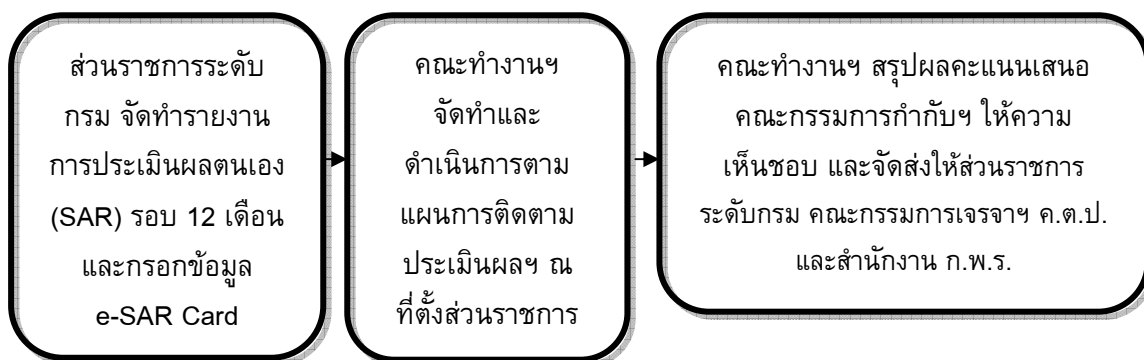 ส่วนราชการระดับ
กรม จัดทำรายงาน
การประเมินผลตนเอง
(SAR) รอบ 12 เดือน
และกรอกข้อมูล
e-SAR Card
คณะทำงานฯ
จัดทำและ
ดำเนินการตาม
แผนการติดตาม
ประเมินผลฯ ณ
ที่ตั้งส่วนราชการ
คณะทำงานฯ สรุปผลคะแนนเสนอ
คณะกรรมการกำกับฯ ให้ความ
เห็นชอบ และจัดส่งให้ส่วนราชการ
ระดับกรม คณะกรรมการเจรจาฯ ค.ต.ป.
และสำนักงาน ก.พ.ร.